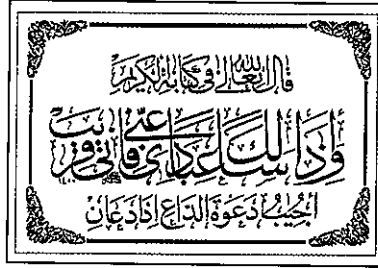 قال الله تعالى في كتابه الكريم
وإذا سألك عبادي عني فإني قريب
أجيب دعوة الداع إذا دعان